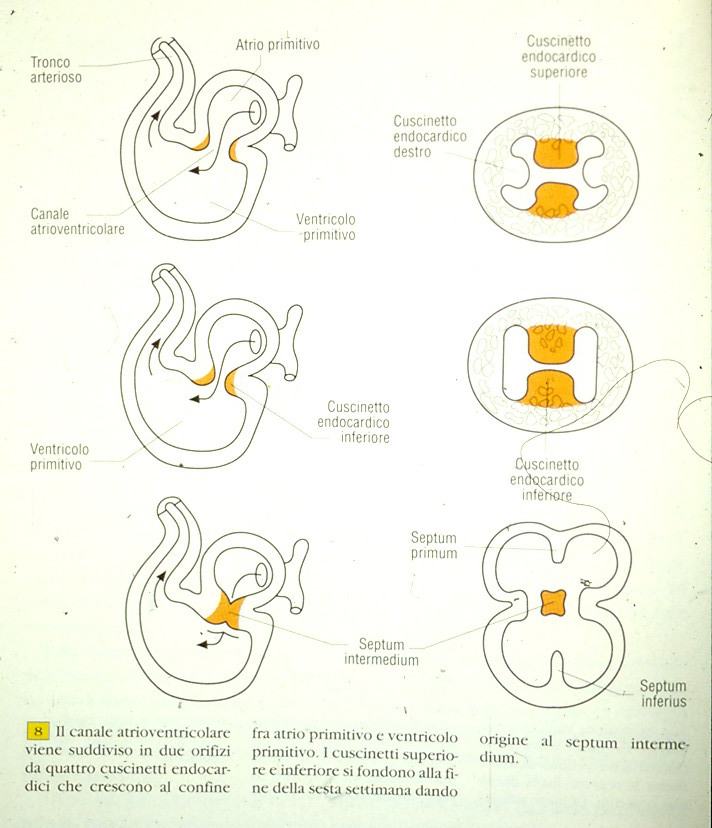 Tronco
arterioso
Atrio primitivo
Cuscinetto
endocardico
superiore
Cuscinetto
endocardico
destro
Canale
atrioventricolare
Ventricolo
primitivo
Cuscinetto
endocardico
inferiore
Ventricolo
primitivo
Cuscinetto
endocardico
inferiore
Septum
primum
Septum
intermedium
Septum
inferius
8 Il canale atrioventricolare
viene suddiviso in due orifizi
da quattro cuscinetti endocar-
dici che crescono al confine
fra atrio primitivo e ventricolo
primitivo. I cuscinetti superio-
re e inferiore si fondono alla fi-
ne della sesta settimana dando
origine al septum interme-
dium.